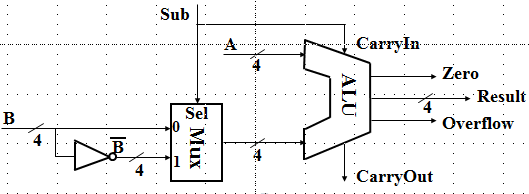 Sub
A
CarryIn
4
Zero
ALU
4
Result
Sel
B
0
Overflow
4
Mux
B
1
4
4
CarryOut